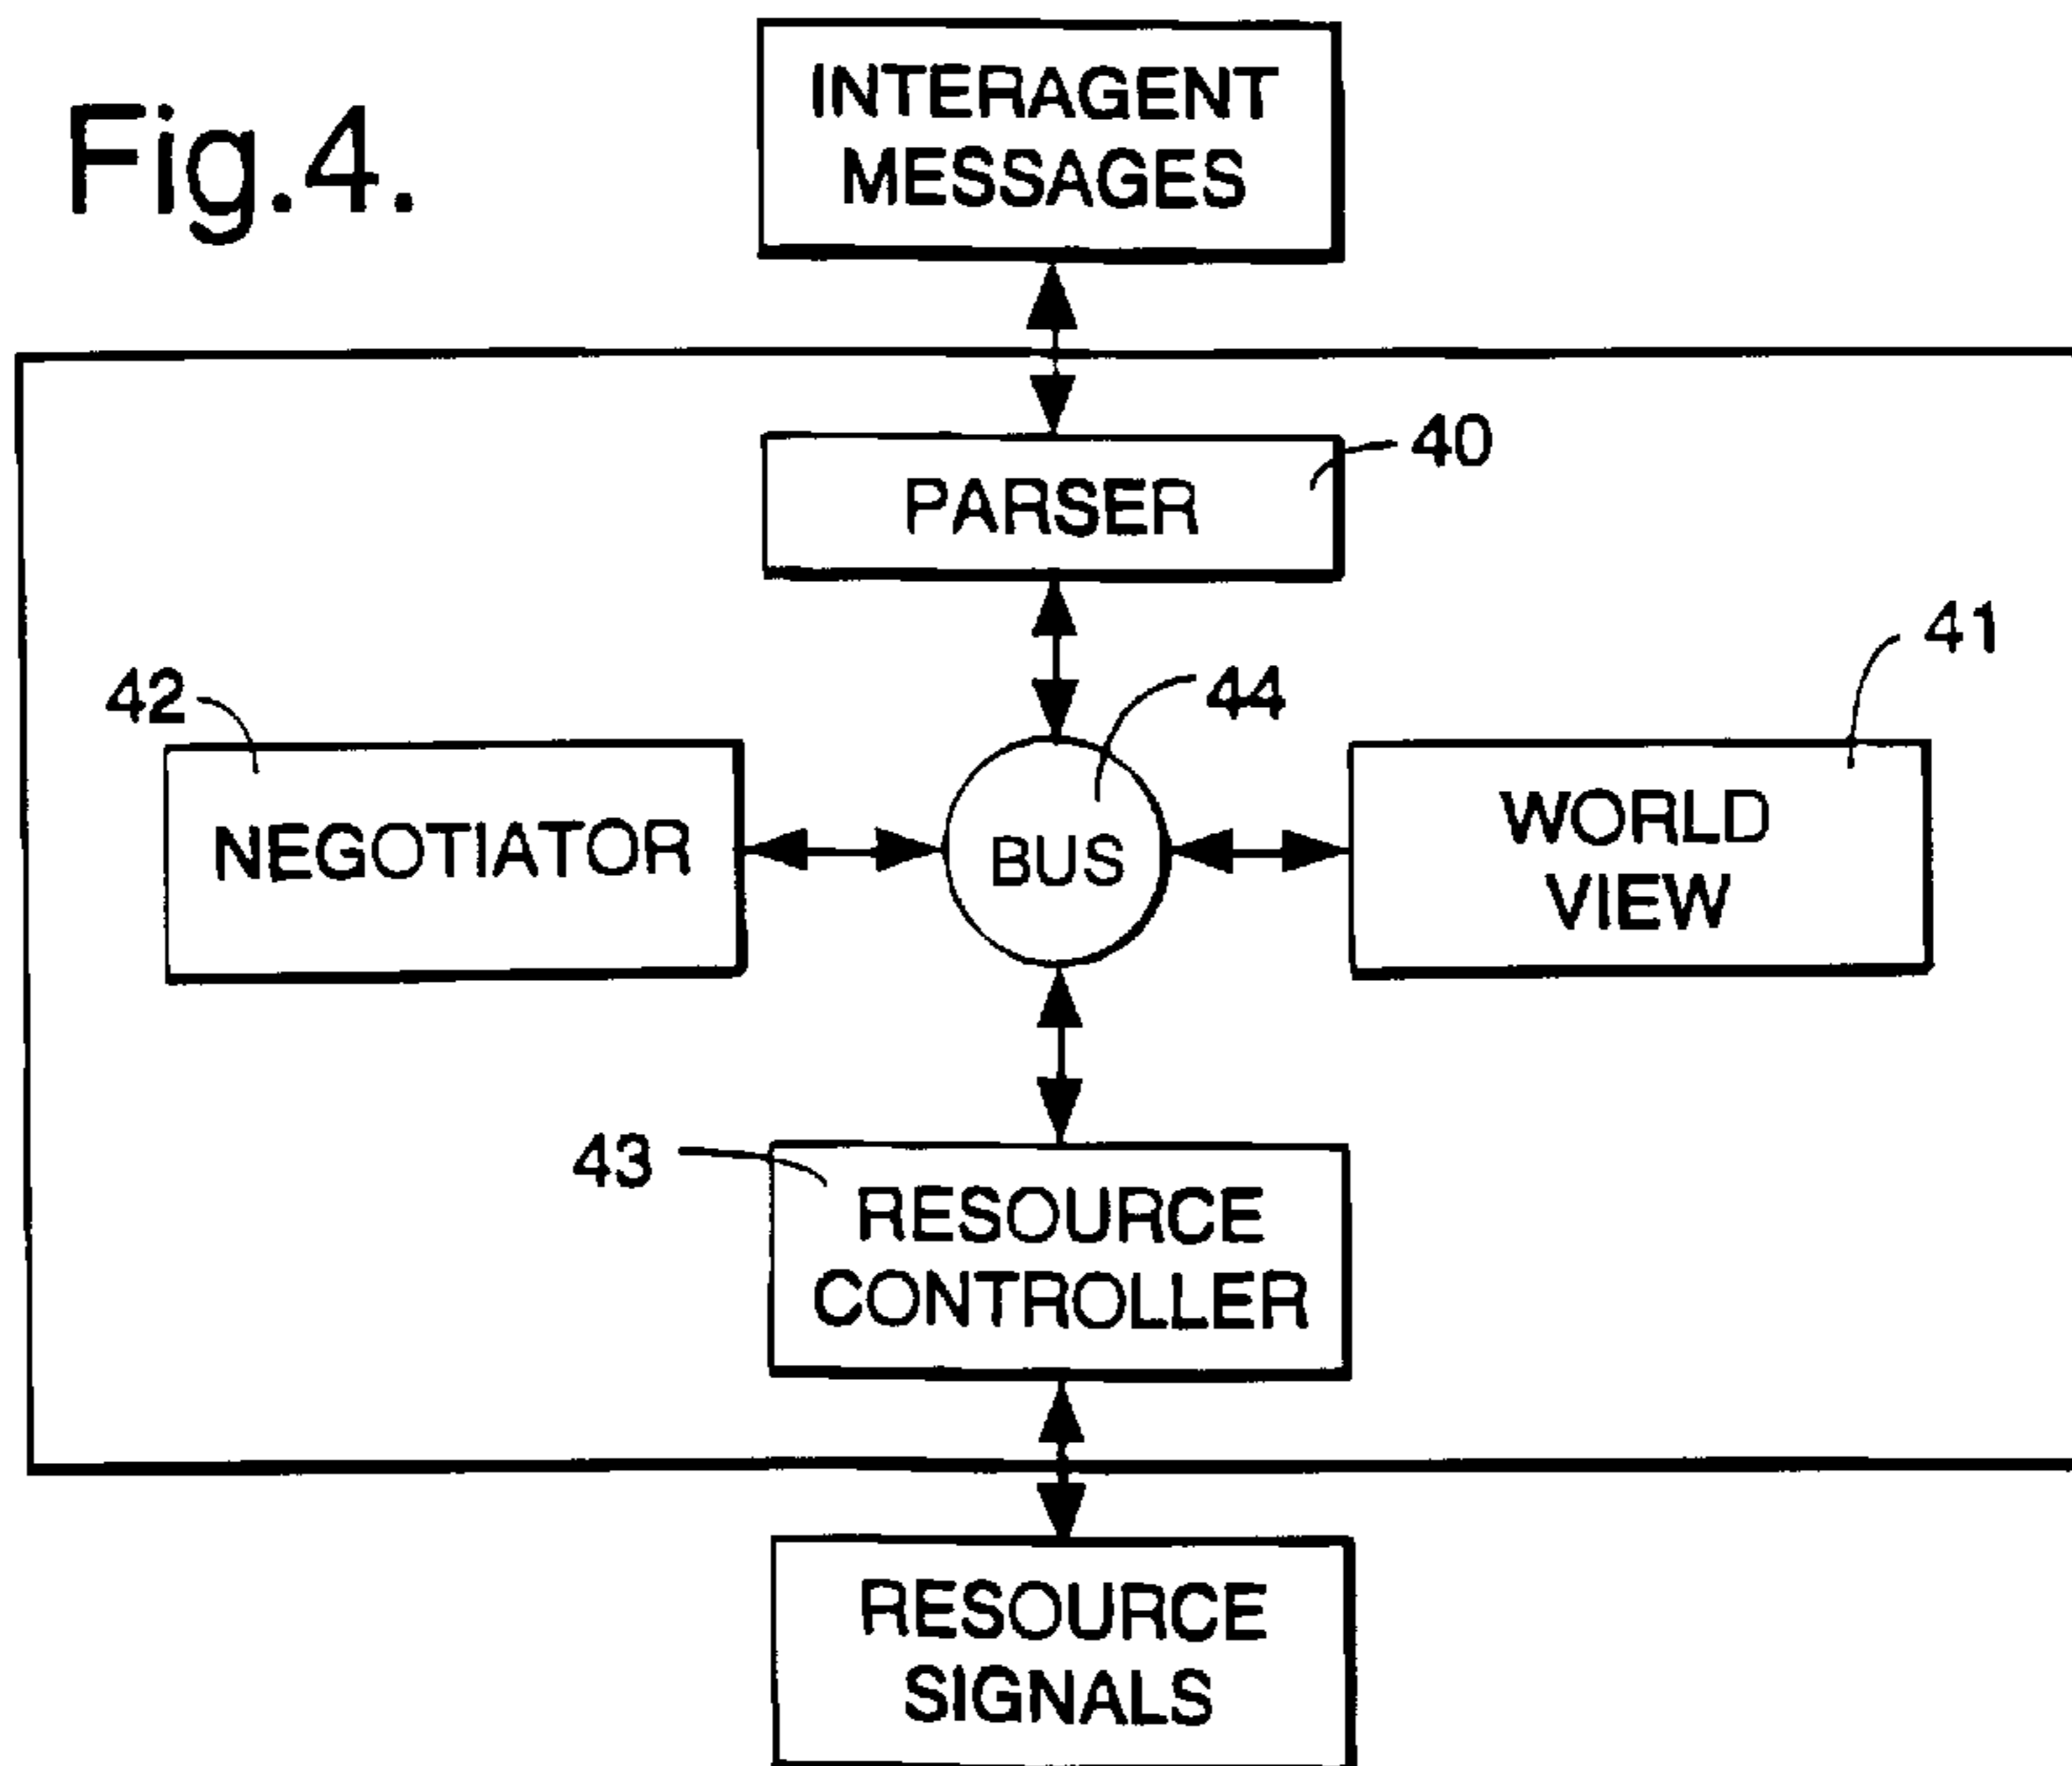 Fig.4.
INTERAGENT
MESSAGES
PARSER
40
41
42
44
NEGOTIATOR
BUS
WORLD
VIEW
43
RESOURCE
CONTROLLER
RESOURCE
SIGNALS